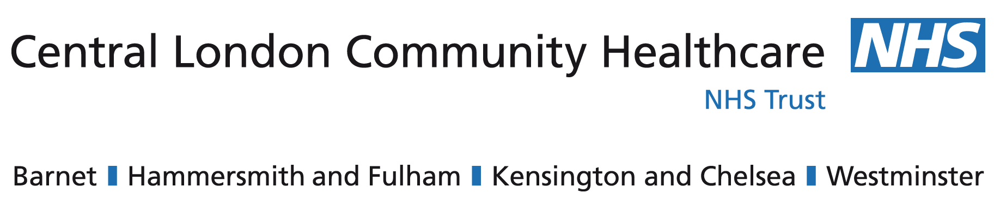 Central London Community Healthcare NHS
NHS Trust
Barnet Hammersmith and Fulham Kensington and Chelsea Westminster